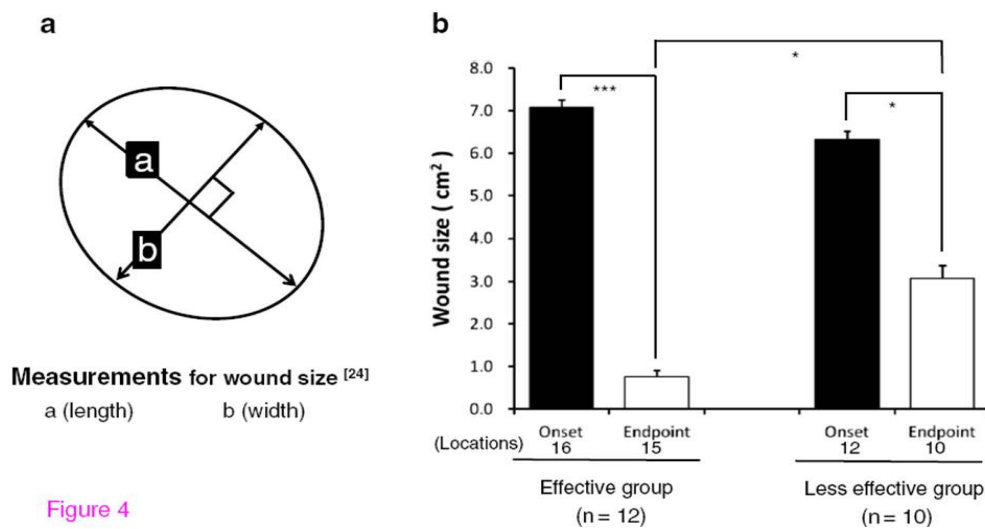 a
a
b
Measurements for wound size [24]
a (length) b (width)
Figure 4
b
Wound size ( cm²)
8.0
7.0
6.0
5.0
4.0
3.0
2.0
1.0
0.0
*
***
*
(Locations)
Onset Endpoint Onset Endpoint
16 15 12 10
Effective group Less effective group
(n = 12) (n = 10)